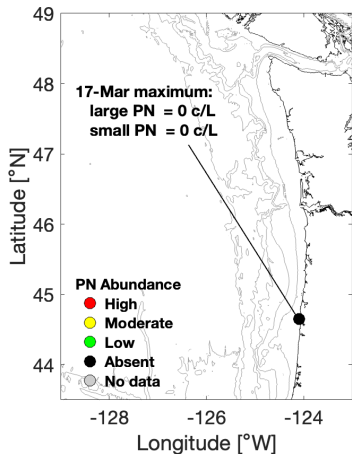 49
48
47
46
45
44
Latitude [°N]
17-Mar maximum:
large PN = 0 c/L
small PN = 0 c/L
PN Abundance
High
Moderate
Low
Absent
No data
-128
-126
-124
Longitude [°W]